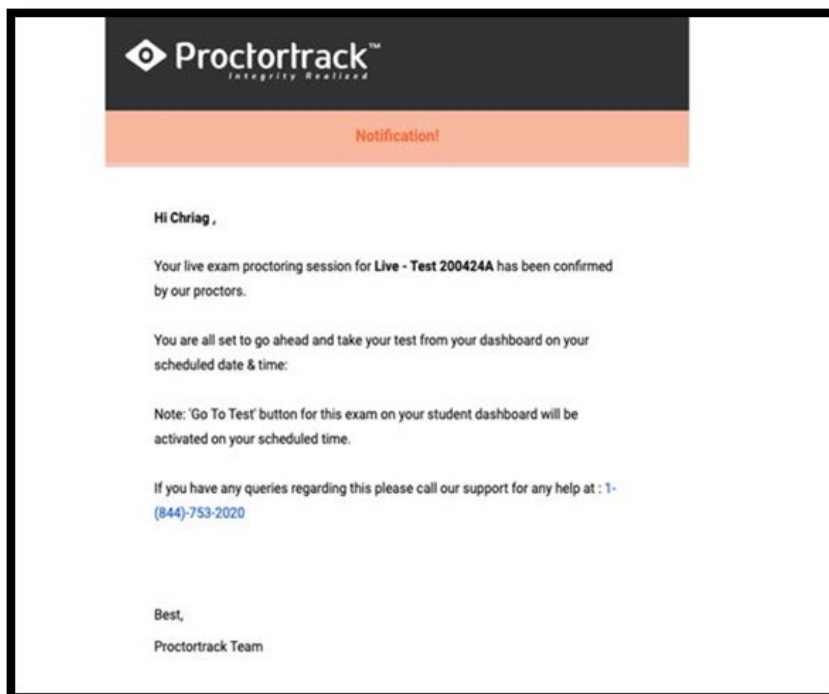 Proctortrack™
Integrity Realized
Notification!
Hi Chriag ,
Your live exam proctoring session for Live - Test 200424A has been confirmed
by our proctors.
You are all set to go ahead and take your test from your dashboard on your
scheduled date & time:
Note: 'Go To Test' button for this exam on your student dashboard will be
activated on your scheduled time.
If you have any queries regarding this please call our support for any help at : 1-
(844)-753-2020
Best,
Proctortrack Team